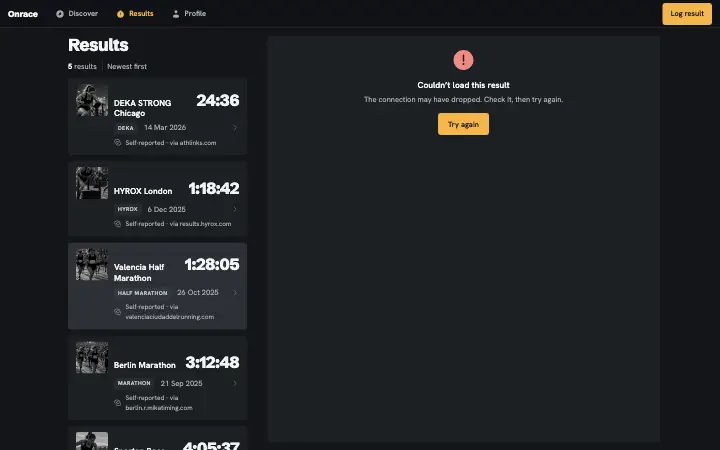 Onrace
Discover
Results
Profile
Log result
Results
5 results
Newest first
DEKA STRONG
Chicago
24:36
DEKA
14 Mar 2026
Self-reported · via athlinks.com
HYROX London
1:18:42
HYROX
6 Dec 2025
Self-reported · via results.hyrox.com
Valencia Half
Marathon
1:28:05
HALF MARATHON
26 Oct 2025
Self-reported · via
valenciaciudaddelrunning.com
Berlin Marathon
3:12:48
MARATHON
21 Sep 2025
Self-reported · via
berlin.r.mikatiming.com
4:05:37
!
Couldn't load this result
The connection may have dropped. Check it, then try again.
Try again